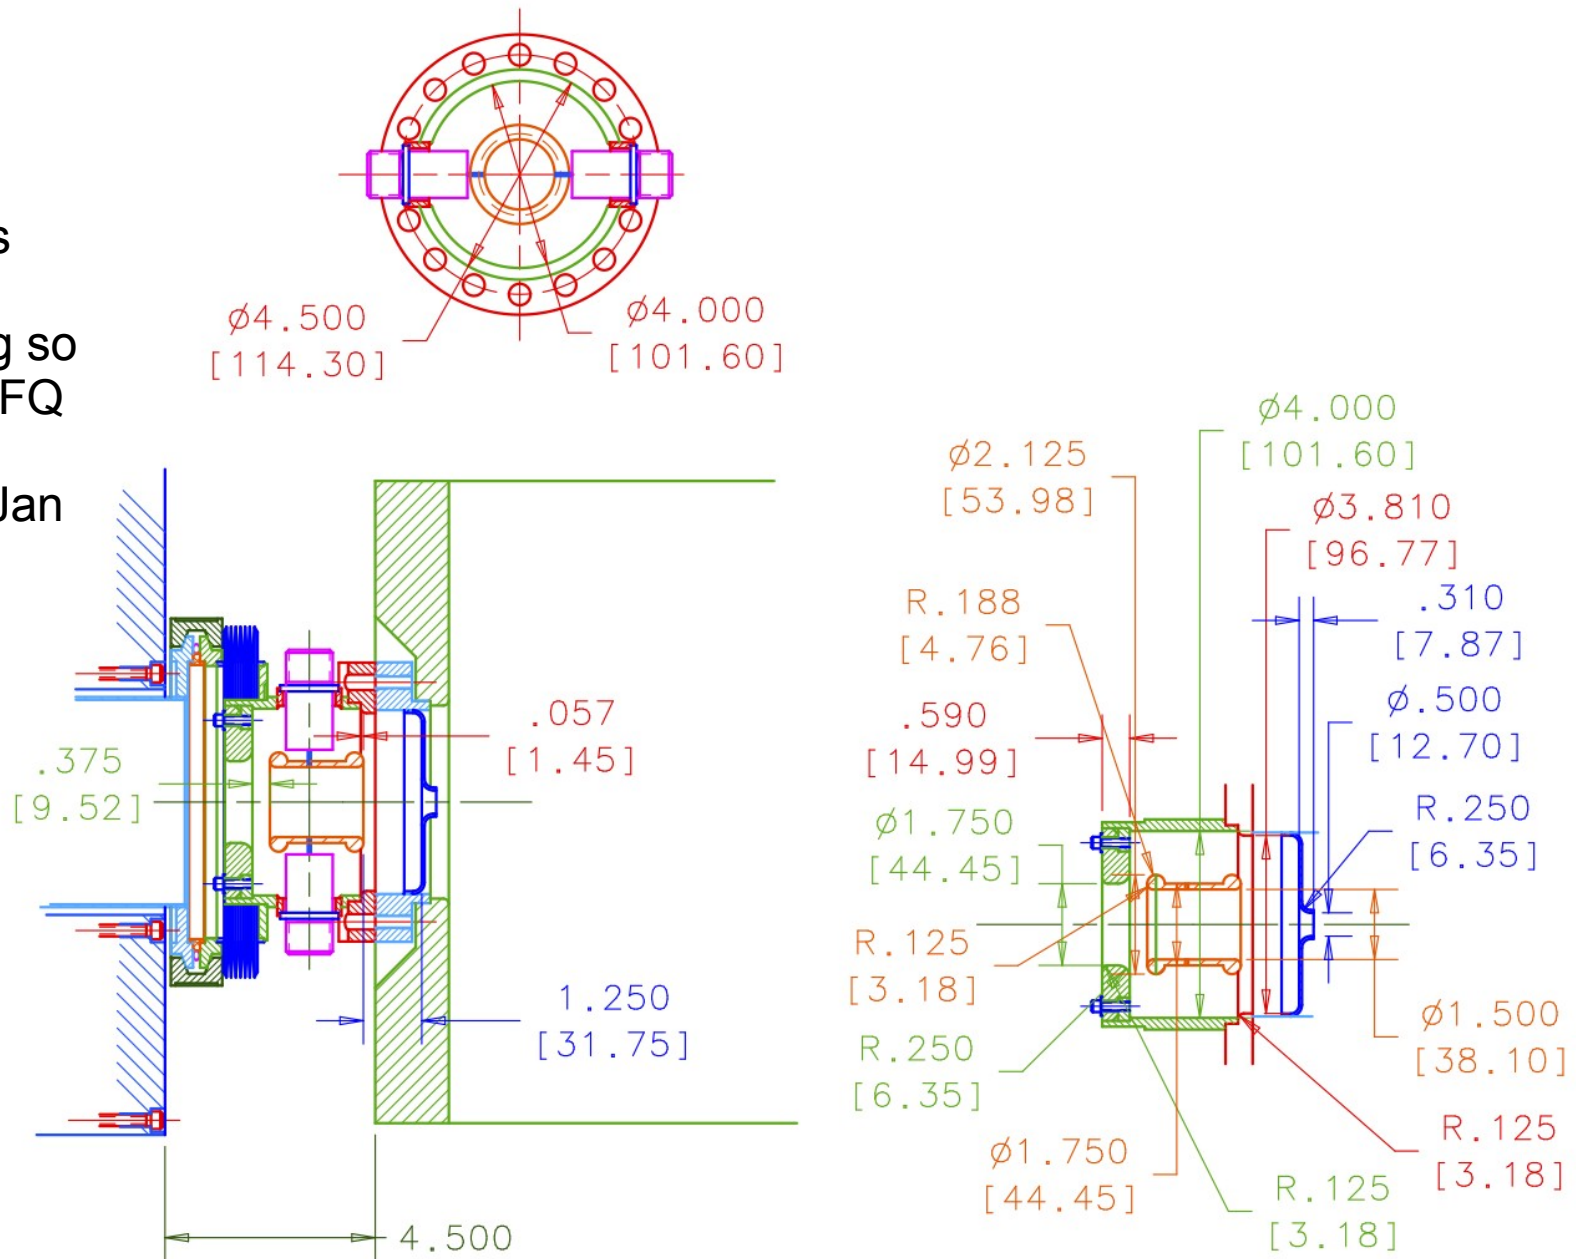 s
g so
FQ
Jan
ø4.500
[114.30]
ø4.000
[101.60]
.375
[9.52]
.057
[1.45]
1.250
[31.75]
4.500
ø4.000
[101.60]
ø2.125
[53.98]
ø3.810
[96.77]
R.188
[4.76]
.310
[7.87]
.590
[14.99]
ø.500
[12.70]
ø1.750
[44.45]
R.250
[6.35]
R.125
[3.18]
R.250
[6.35]
ø1.500
[38.10]
ø1.750
[44.45]
R.125
[3.18]
R.125
[3.18]